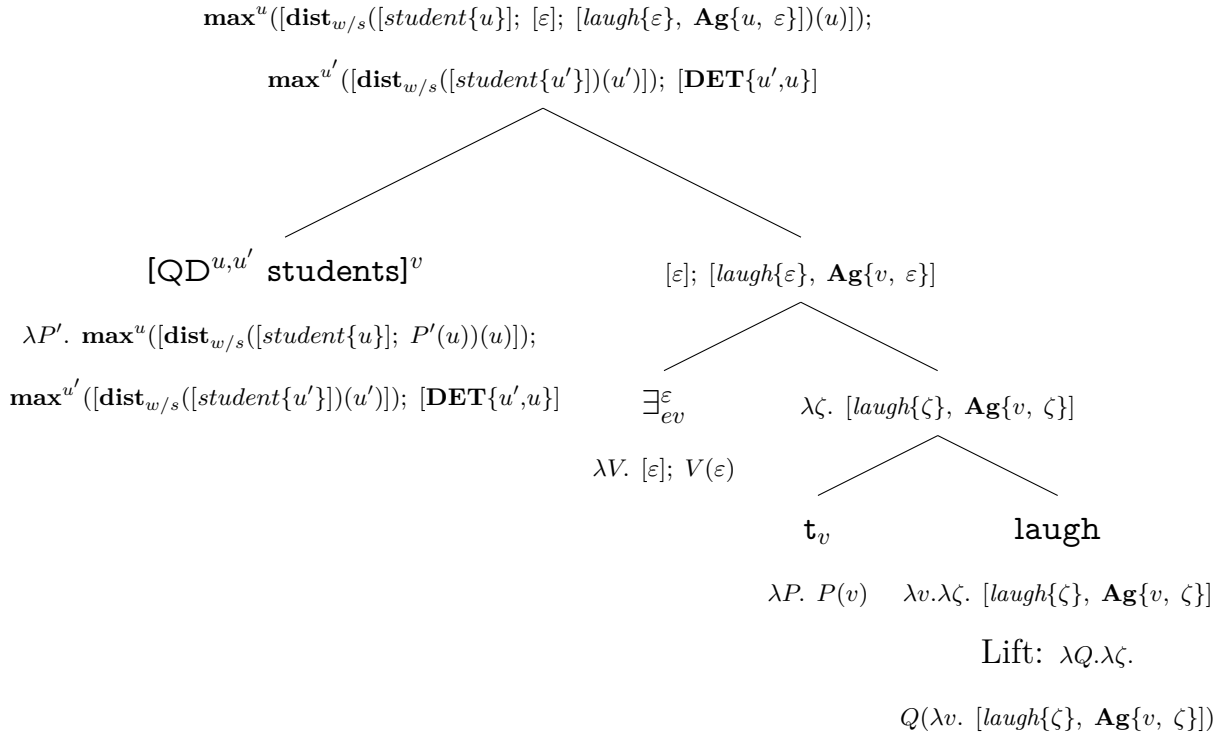 max^u([dist_{w/s}([student{u}]; [ε]; [laugh{ε}, Ag{u, ε}])(u)]);
max^{u′}([dist_{w/s}([student{u′}])(u′)]); [DET{u′,u}]
[QD^{u,u′} students]^v
[ε]; [laugh{ε}, Ag{v, ε}]
λP′. max^u([dist_{w/s}([student{u}]; P′(u))(u)]);
max^{u′}([dist_{w/s}([student{u′}])(u′)]); [DET{u′,u}]
∃^ε_{ev}
λζ. [laugh{ζ}, Ag{v, ζ}]
λV. [ε]; V(ε)
t_v
laugh
λP. P(v)
λv.λζ. [laugh{ζ}, Ag{v, ζ}]
Lift: λQ.λζ.
Q(λv. [laugh{ζ}, Ag{v, ζ}])